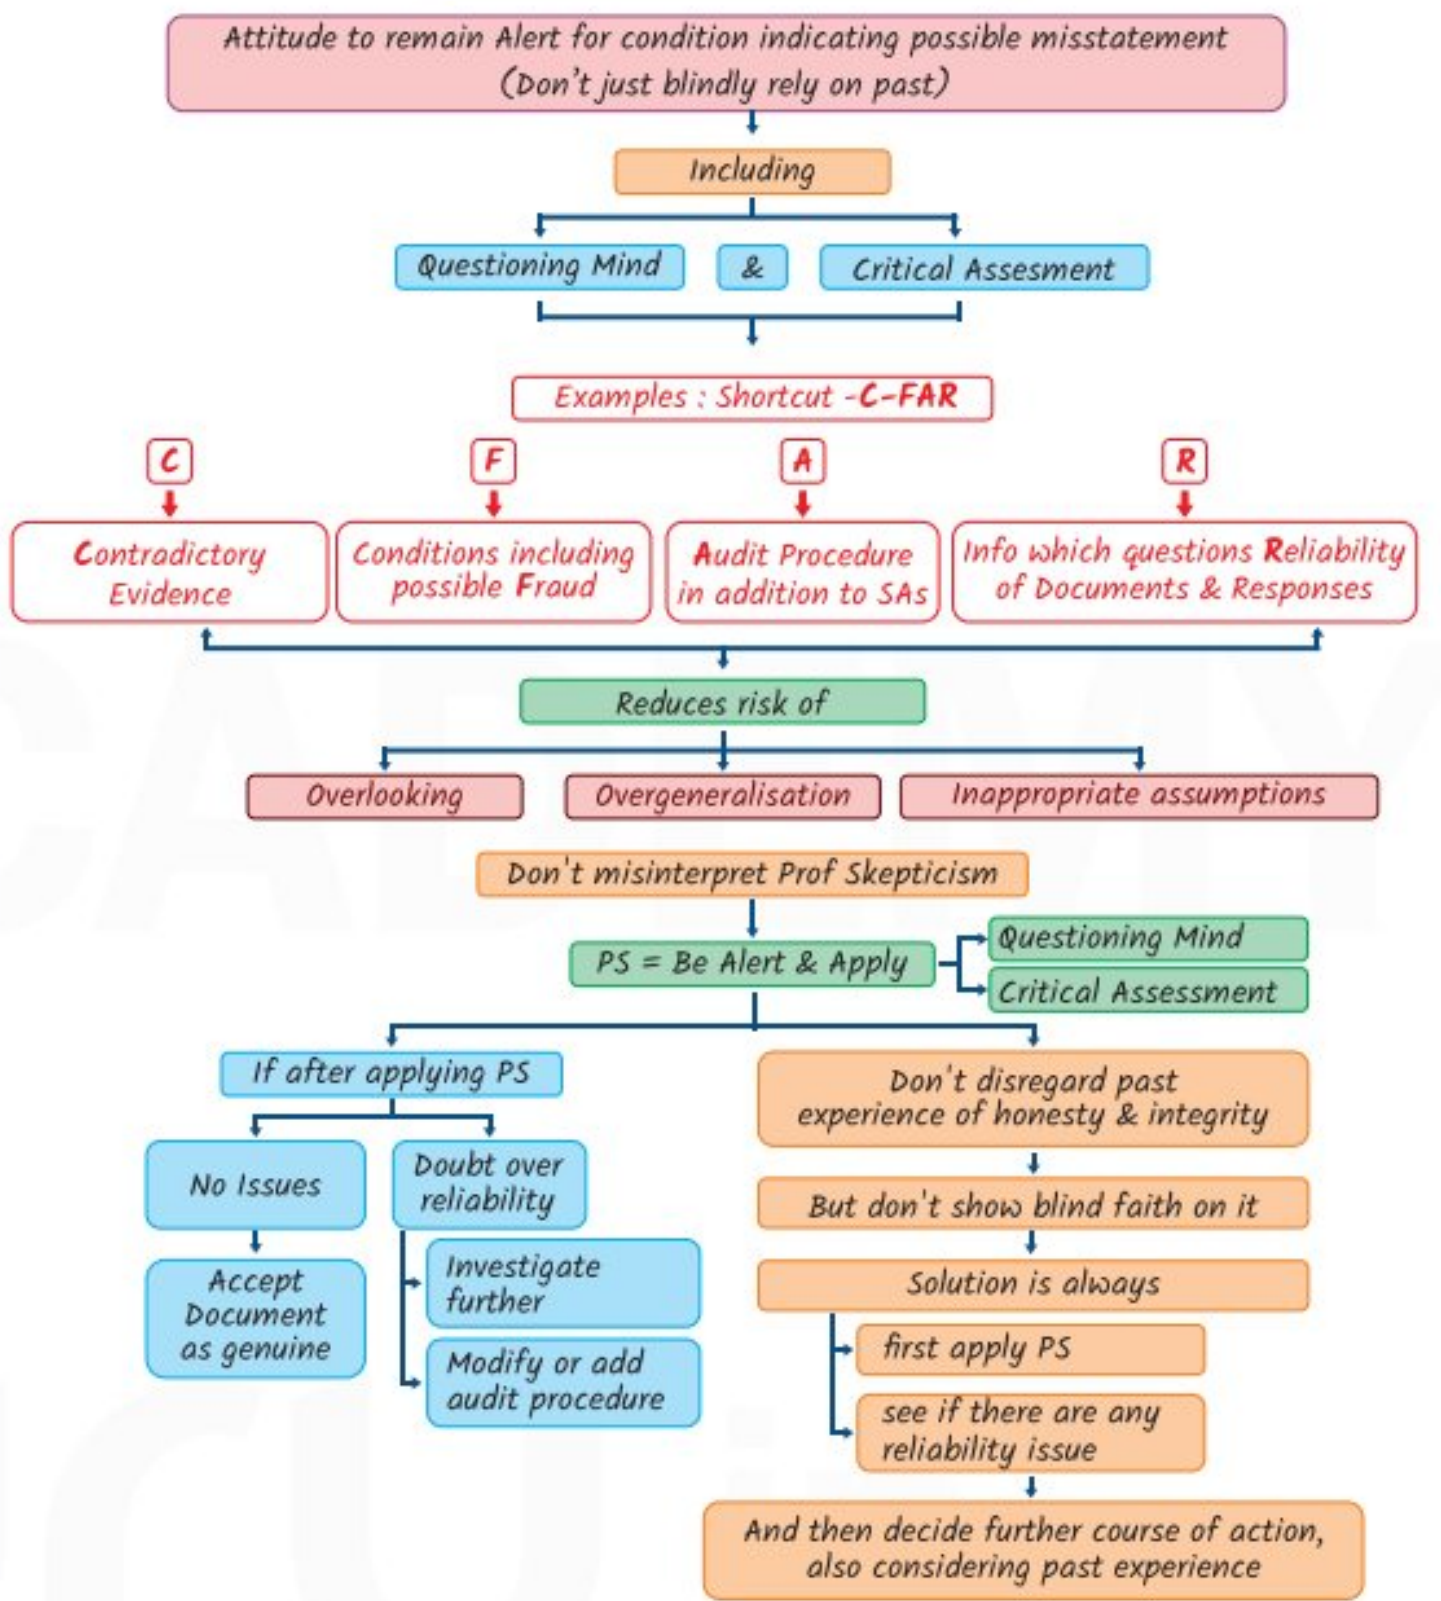 Attitude to remain Alert for condition indicating possible misstatement
(Don't just blindly rely on past)
Including
Questioning Mind
&
Critical Assesment
Examples : Shortcut -C-FAR
C
F
A
R
Contradictory
Evidence
Conditions including
possible Fraud
Audit Procedure
in addition to SAs
Info which questions Reliability
of Documents & Responses
Reduces risk of
Overlooking
Overgeneralisation
Inappropriate assumptions
Don't misinterpret Prof Skepticism
PS = Be Alert & Apply
Questioning Mind
Critical Assessment
If after applying PS
No Issues
Accept
Document
as genuine
Doubt over
reliability
Investigate
further
Modify or add
audit procedure
Don't disregard past
experience of honesty & integrity
But don't show blind faith on it
Solution is always
first apply PS
see if there are any
reliability issue
And then decide further course of action,
also considering past experience